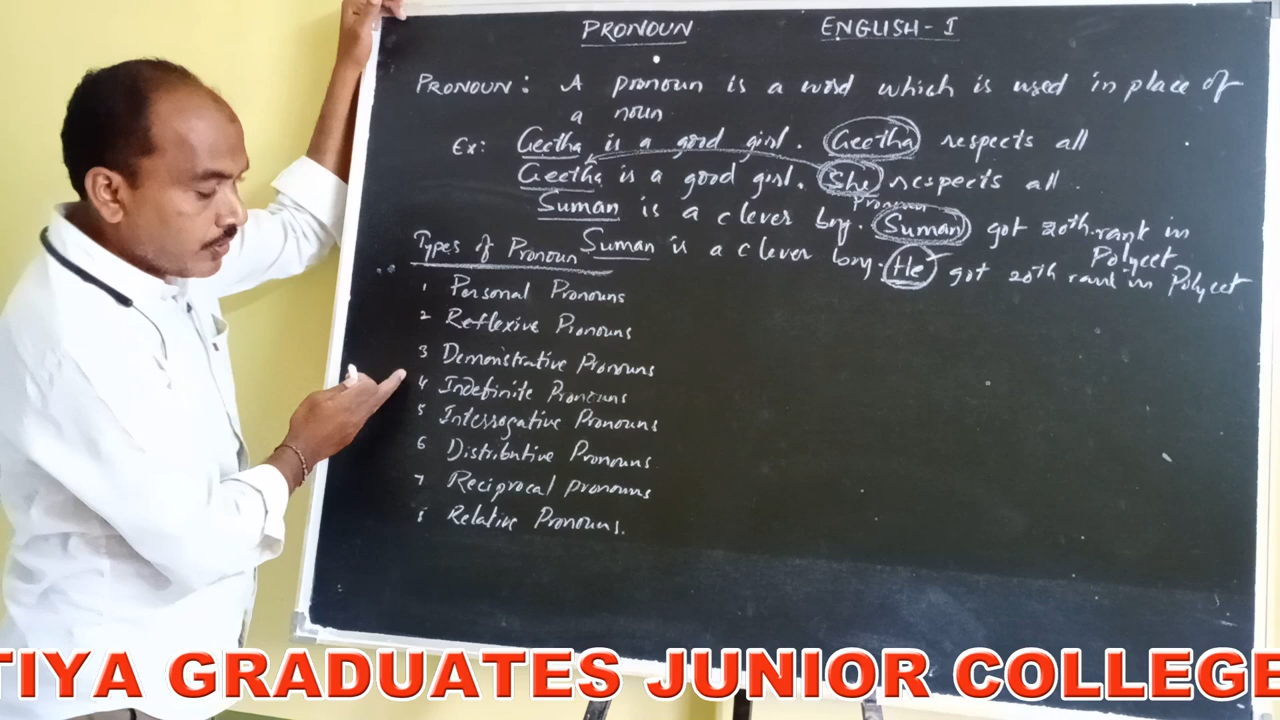 PRONOUN ENGLISH-I
PRONOUN: A pronoun is a word which is used in place of
a noun
Ex: Geetha is a good girl. Geetha respects all
Geetha is a good girl. She respects all.
Pronoun
Suman is a clever boy. Suman got 20th rank in
Polycet
Types of Pronoun Suman is a clever boy. He got 20th rank in Polycet
1 Personal Pronouns
2 Reflexive Pronouns
3 Demonstrative Pronouns
4 Indefinite Pronouns
5 Interrogative Pronouns
6 Distributive Pronouns
7 Reciprocal pronouns
8 Relative Pronouns.
TIYA GRADUATES JUNIOR COLLEGE